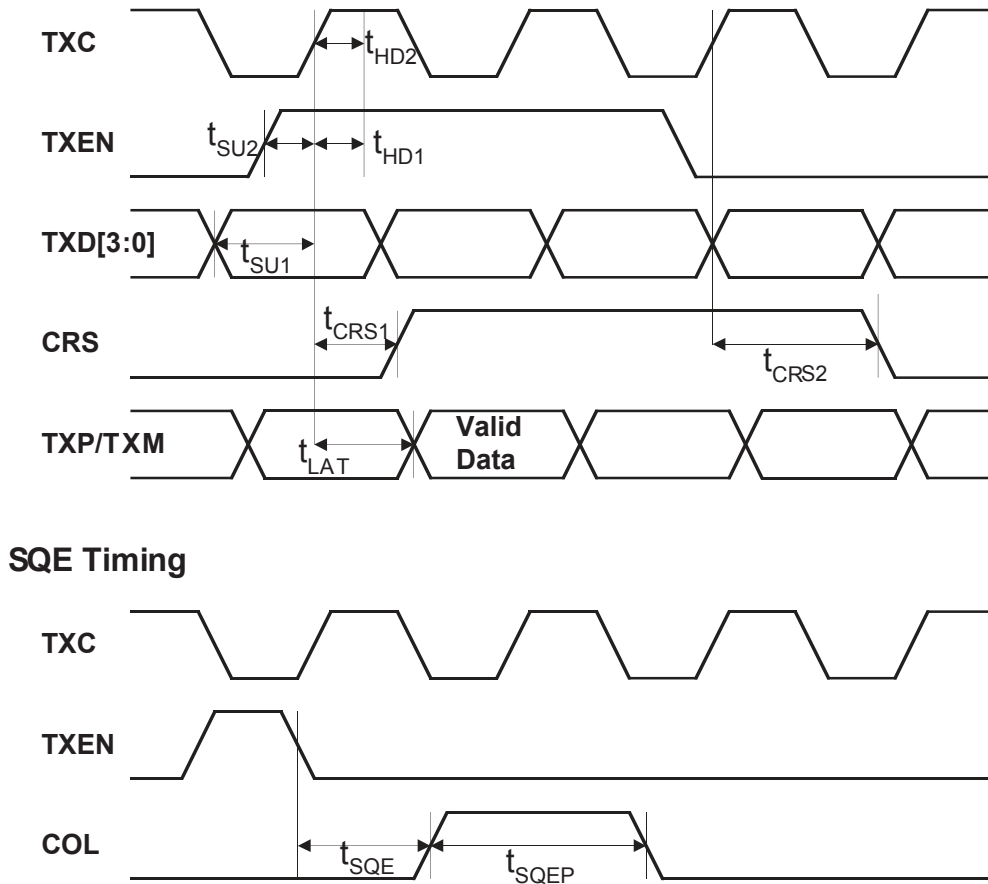 TXC
tHD2
TXEN
tSU2
tHD1
TXD[3:0]
tSU1
CRS
tCRS1
tCRS2
TXP/TXM
tLAT
Valid
Data
SQE Timing
TXC
TXEN
COL
tSQE
tSQEP